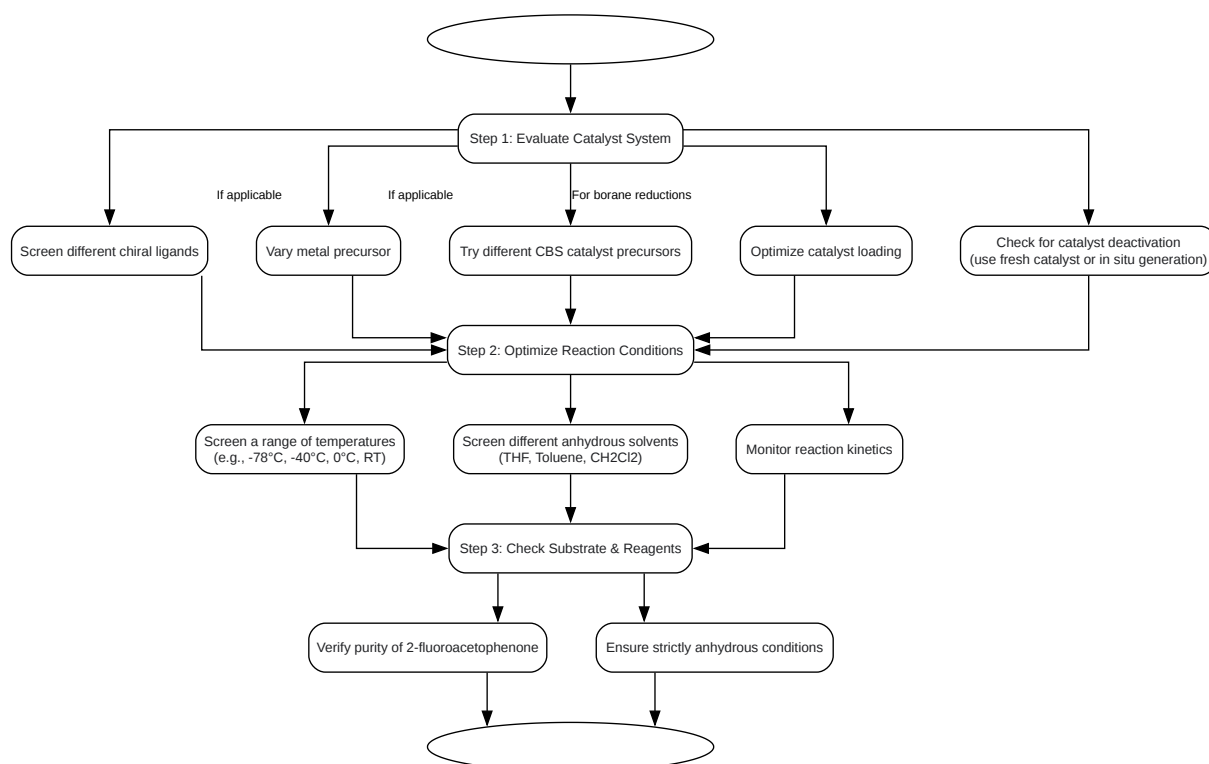 Step 1: Evaluate Catalyst System
If applicable
If applicable
For borane reductions
Screen different chiral ligands
Vary metal precursor
Try different CBS catalyst precursors
Optimize catalyst loading
Check for catalyst deactivation
(use fresh catalyst or in situ generation)
Step 2: Optimize Reaction Conditions
Screen a range of temperatures
(e.g., -78°C, -40°C, 0°C, RT)
Screen different anhydrous solvents
(THF, Toluene, CH2Cl2)
Monitor reaction kinetics
Step 3: Check Substrate & Reagents
Verify purity of 2-fluoroacetophenone
Ensure strictly anhydrous conditions